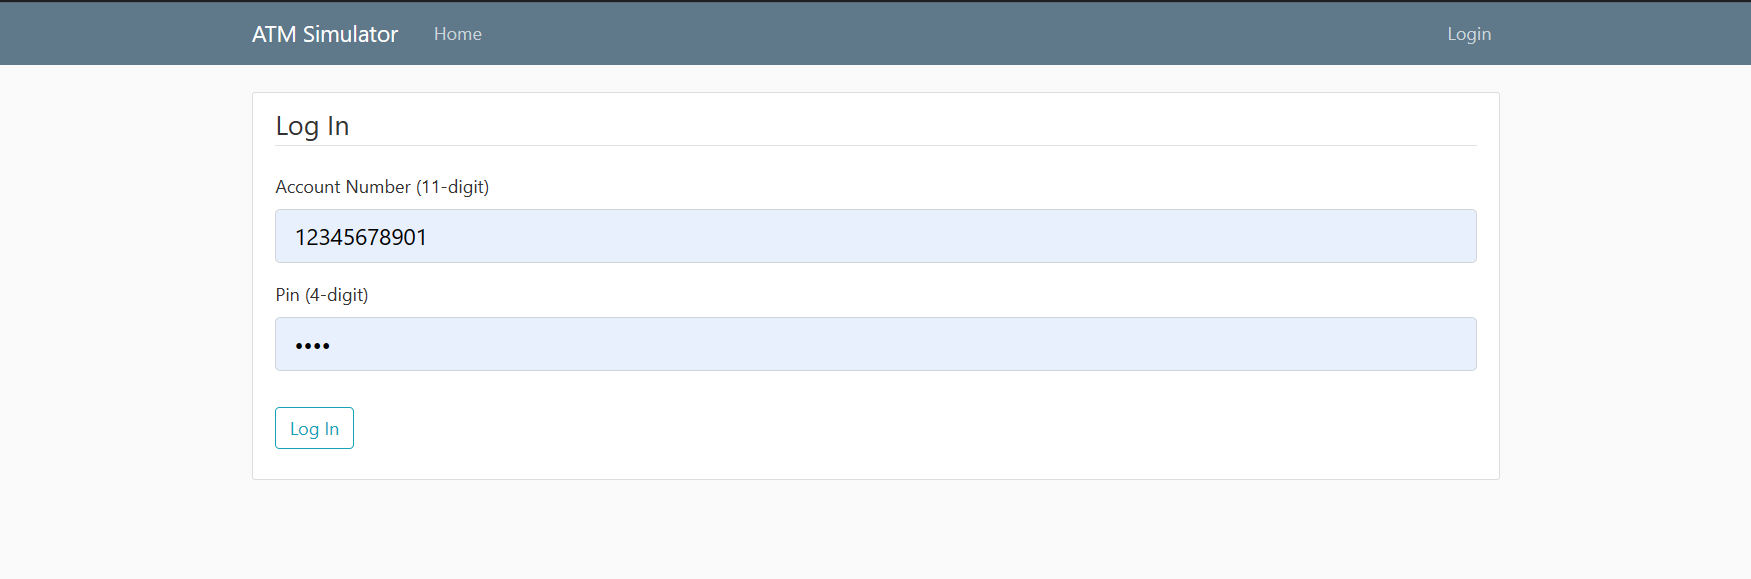 ATM Simulator Home Login
Log In
Account Number (11-digit)
12345678901
Pin (4-digit)
••••
Log In